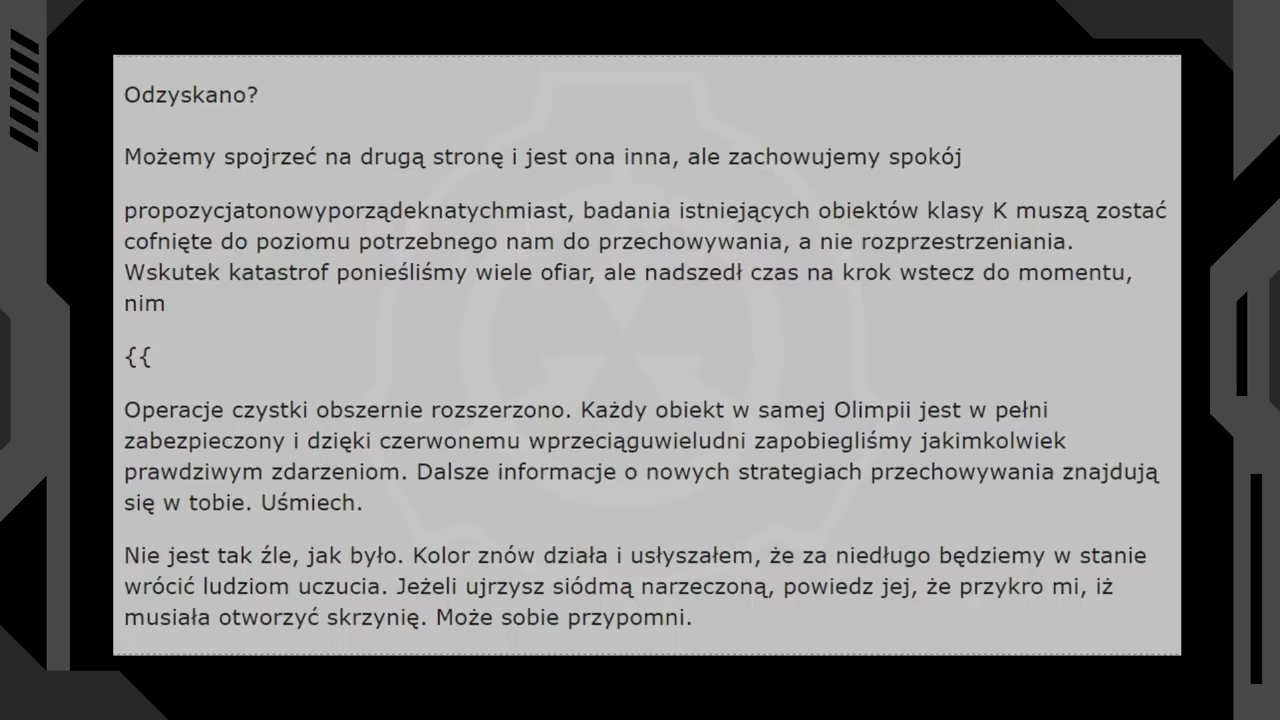 Odzyskano?
Możemy spojrzeć na drugą stronę i jest ona inna, ale zachowujemy spokój
propozycjatonowyporządeknatychmiast, badania istniejących obiektów klasy K muszą zostać
cofnięte do poziomu potrzebnego nam do przechowywania, a nie rozprzestrzeniania.
Wskutek katastrof ponieśliśmy wiele ofiar, ale nadszedł czas na krok wstecz do momentu,
nim
{{
Operacje czystki obszernie rozszerzono. Każdy obiekt w samej Olimpii jest w pełni
zabezpieczony i dzięki czerwonemu wprzeciąguwieludni zapobiegliśmy jakimkolwiek
prawdziwym zdarzeniom. Dalsze informacje o nowych strategiach przechowywania znajdują
się w tobie. Uśmiech.
Nie jest tak źle, jak było. Kolor znów działa i usłyszałem, że za niedługo będziemy w stanie
wrócić ludziom uczucia. Jeżeli ujrzysz siódmą narzeczoną, powiedz jej, że przykro mi, iż
musiała otworzyć skrzynię. Może sobie przypomni.